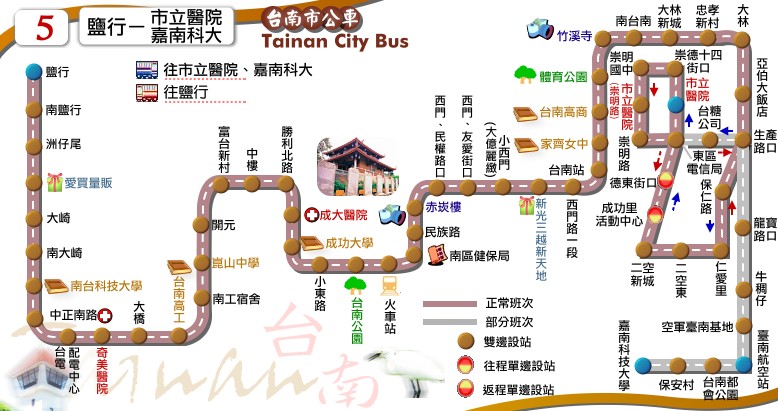 5
鹽行－
市立醫院
嘉南科大
台南市公車
Tainan City Bus
往市立醫院、嘉南科大
往鹽行
鹽行
南鹽行
洲仔尾
愛買量販
大崎
南大崎
南台科技大學
中正南路
台電
配電中心
奇美醫院
大橋
台南高工
南工宿舍
崑山中學
開元
富台新村
中樓
勝利北路
成大醫院
成功大學
小東路
台南公園
火車站
南區健保局
民族路
赤崁樓
西門、民權路口
西門、友愛街口
小西門
(大億麗緻)
新光三越新天地
西門路一段
台南站
家齊女中
台南高商
體育公園
竹溪寺
南台南
大林新城
忠孝新村
大林
亞伯大飯店
生產路口
龍寶路口
牛稠仔
空軍臺南基地
臺南航空站
台南都會公園
保安村
嘉南科技大學
崇明國中
崇德十四街口
市立醫院
(崇明路)
市立醫院
台糖公司
崇明路
東區電信局
德東街口
成功里活動中心
保仁路
二空新城
二空東
仁愛里
正常班次
部分班次
雙邊設站
往程單邊設站
返程單邊設站
Tainan
台南